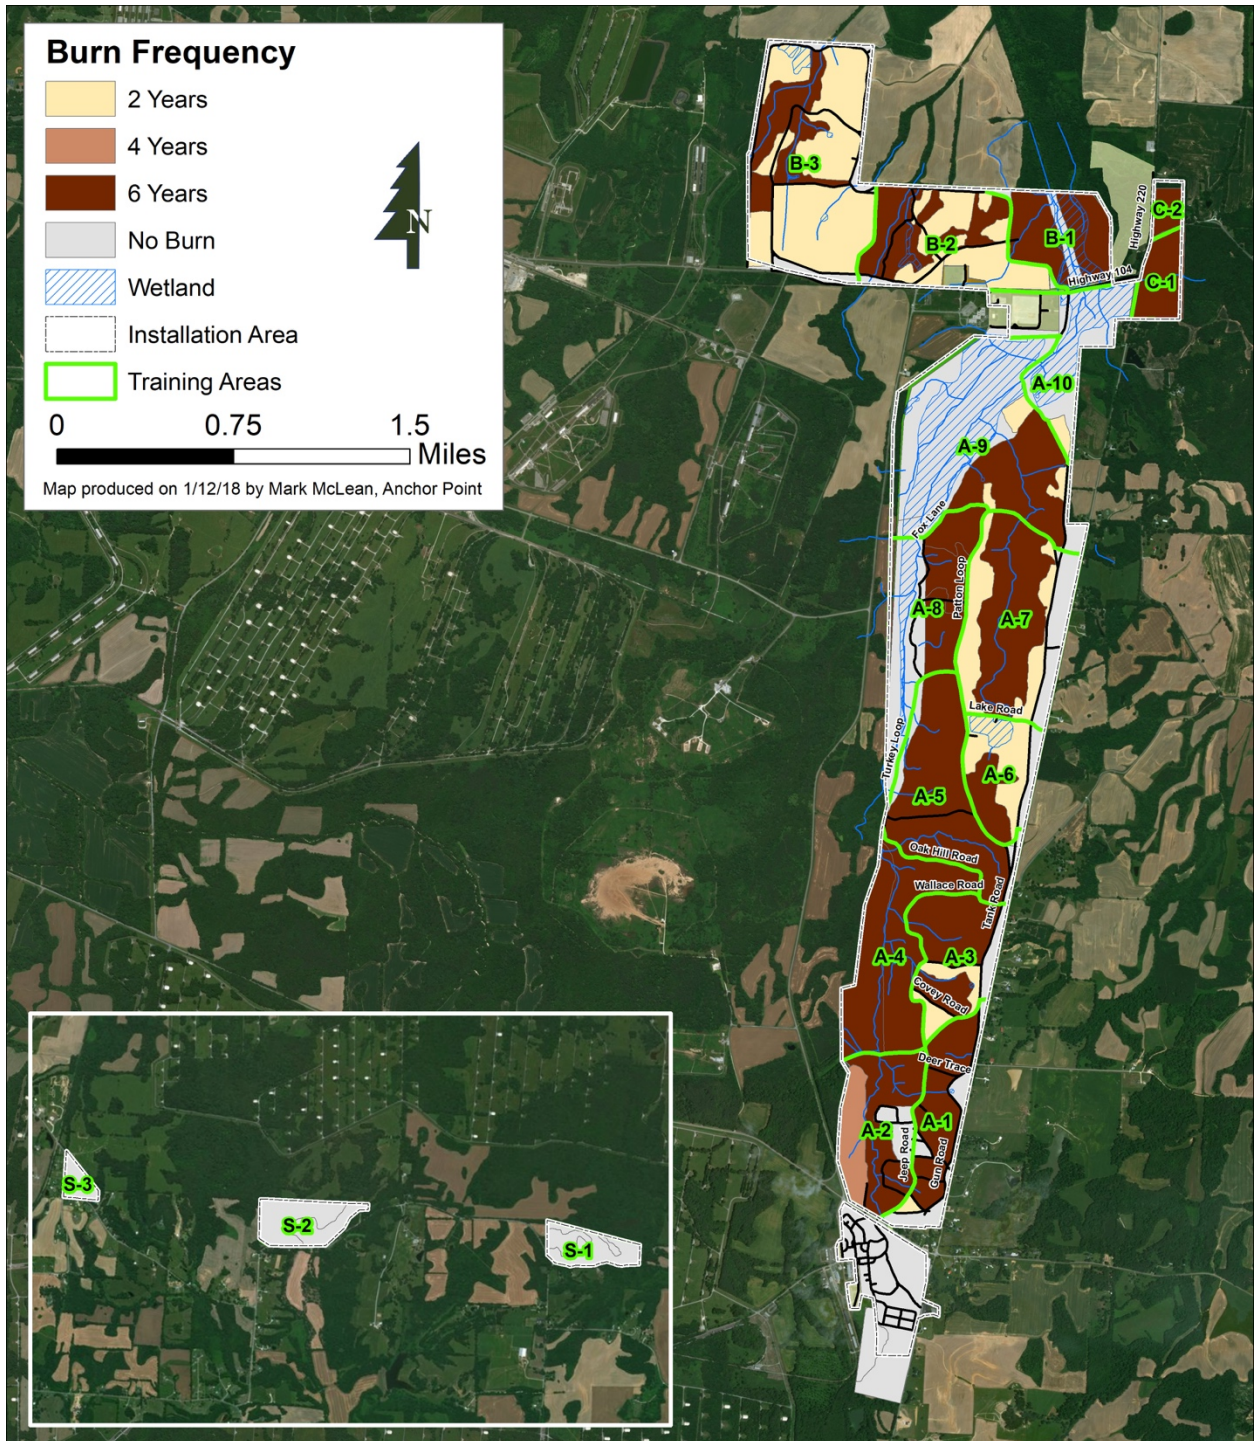 Burn Frequency
2 Years
4 Years
6 Years
No Burn
Wetland
Installation Area
Training Areas
0 0.75 1.5
Miles
Map produced on 1/12/18 by Mark McLean, Anchor Point
N
B-3
B-2
B-1
C-2
C-1
Highway 220
Highway 104
A-10
A-9
Fox Lane
Patton Loop
A-8
A-7
Lake Road
Turkey Loop
A-6
A-5
Oak Hill Road
Wallace Road
Tank Road
A-4
A-3
Covey Road
Deer Trace
A-2
A-1
Jeep Road
Gun Road
S-3
S-2
S-1